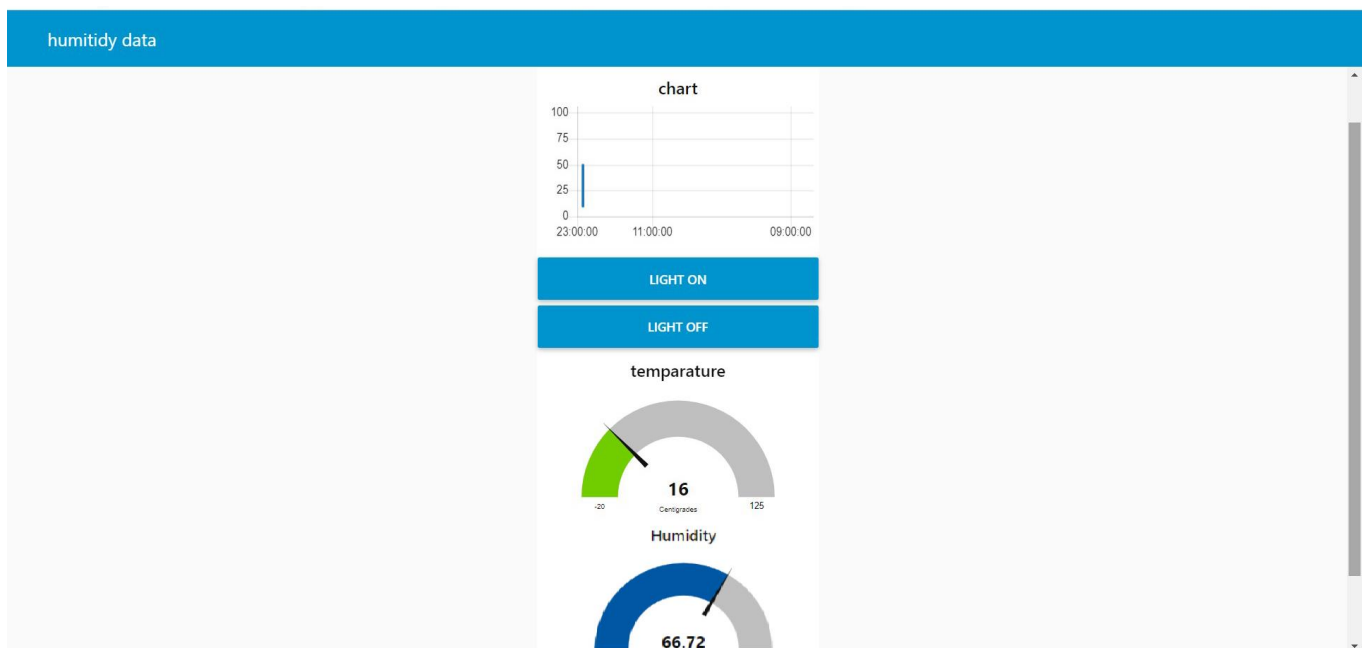 humitidy data
chart
100
75
50
25
0
23:00:00 11:00:00 09:00:00
LIGHT ON
LIGHT OFF
temparature
16
-20 Centigrades 125
Humidity
66.72